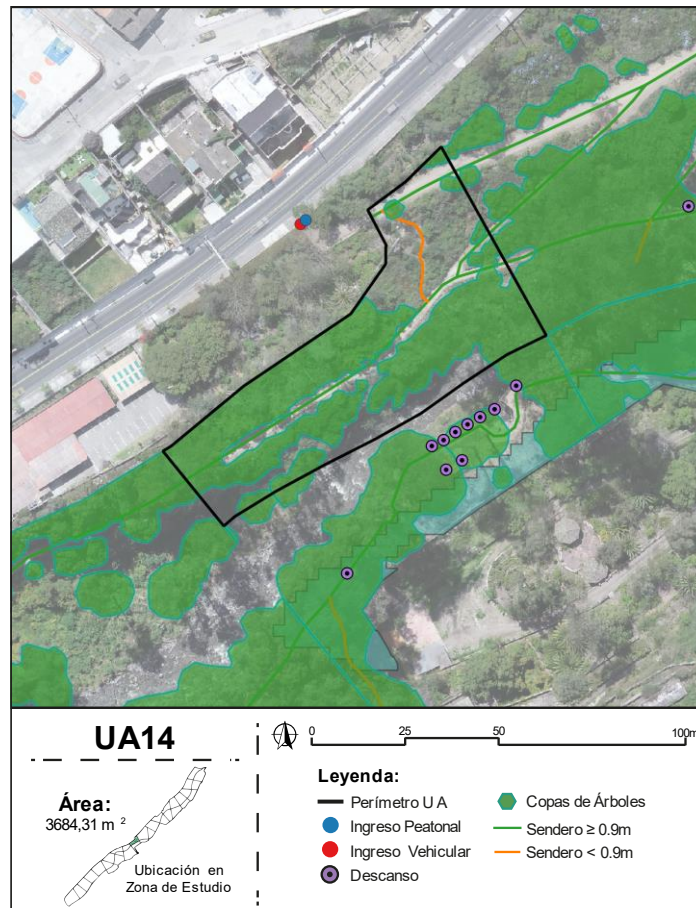 UA14
Área:
3684,31 m ²
Ubicación en
Zona de Estudio
0 25 50 100m
Leyenda:
Perímetro U A
Ingreso Peatonal
Ingreso Vehicular
Descanso
Copas de Árboles
Sendero ≥ 0.9m
Sendero < 0.9m